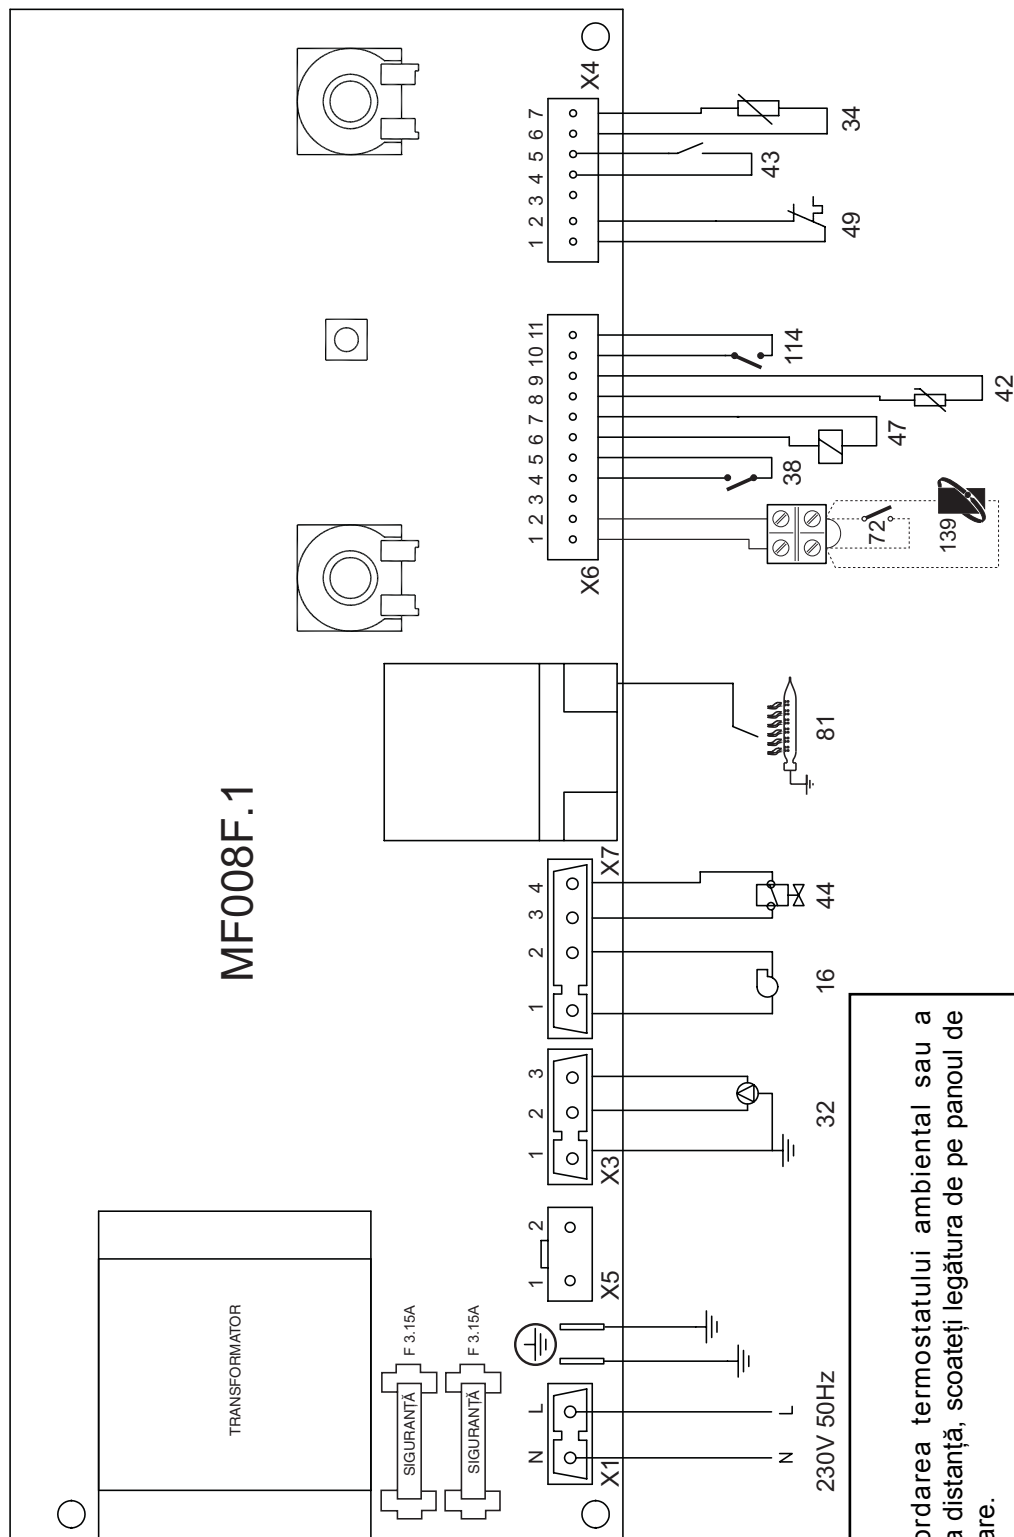 TRANSFORMATOR
MF008F.1
SIGURANȚĂ F 3.15A
SIGURANȚĂ F 3.15A
N L
1 2
1 2 3
1 2 3 4
1 2 3 4 5 6 7 8 9 10 11
1 2 3 4 5 6 7
X1
X5
X3
X7
X6
X4
N L
230V 50Hz
32
16
44
81
72
139
38
47
42
114
49
43
34
ordarea termostatului ambiental sau a
a distanță, scoateți legătura de pe panoul de
are.